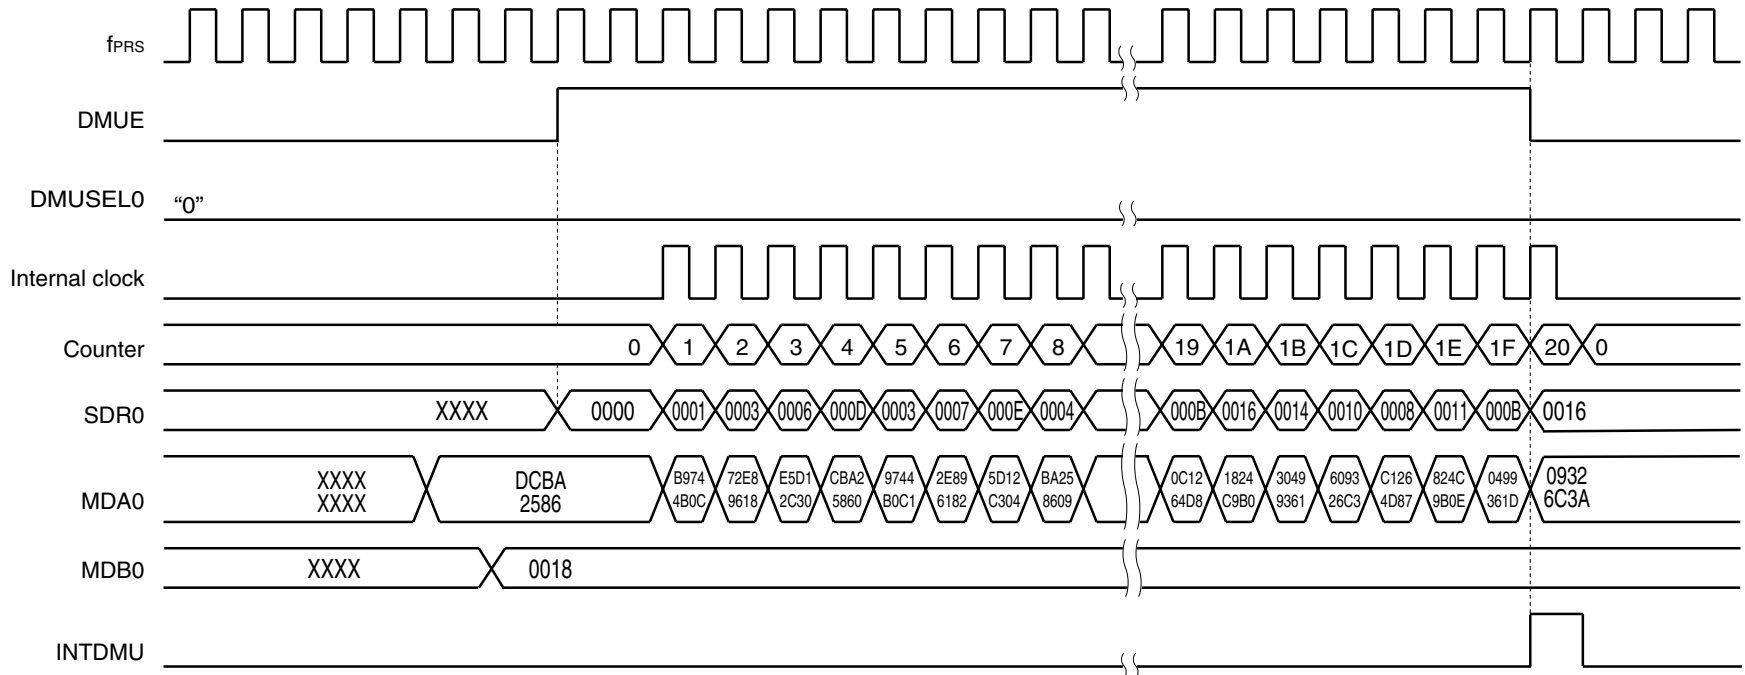 fPRS
DMUE
DMUSEL0 “0”
Internal clock
Counter 0 1 2 3 4 5 6 7 8 19 1A 1B 1C 1D 1E 1F 20 0
SDR0 XXXX 0000 0001 0003 0006 000D 0003 0007 000E 0004 000B 0016 0014 0010 0008 0011 000B 0016
XXXX DCBA B974 72E8 E5D1 CBA2 9744 2E89 5D12 BA25 0C12 1824 3049 6093 C126 824C 0499 0932
MDA0 XXXX 2586 4B0C 9618 2C30 5860 B0C1 6182 C304 8609 64D8 C9B0 9361 26C3 4D87 9B0E 361D 6C3A
MDB0 XXXX 0018
INTDMU